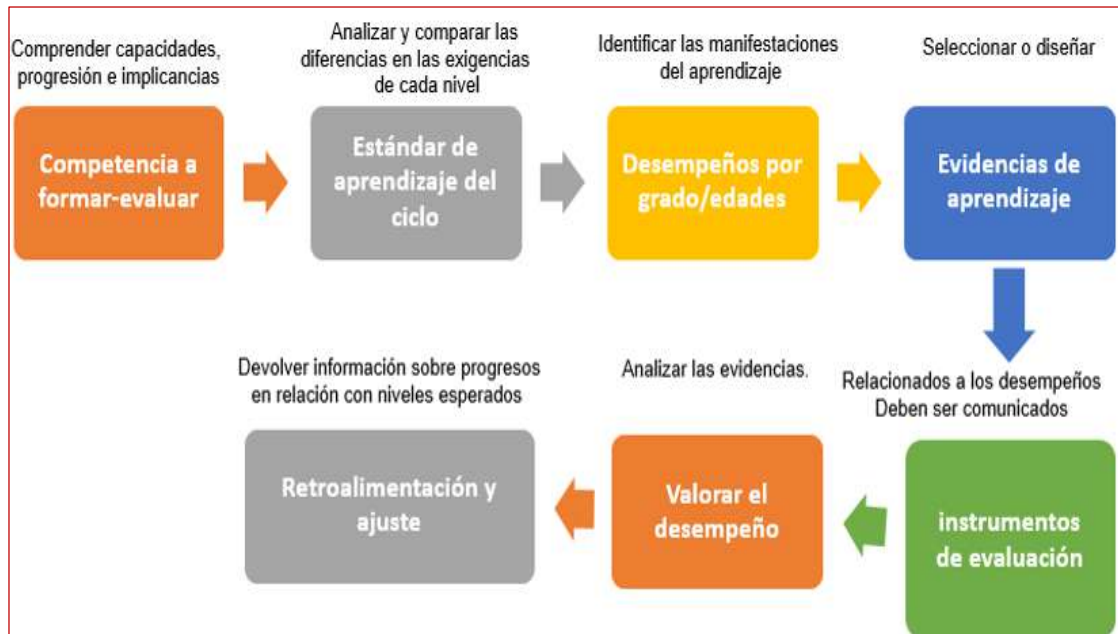 Comprender capacidades,
progresión e implicancias
Competencia a
formar-evaluar
Analizar y comparar las
diferencias en las exigencias
de cada nivel
Estándar de
aprendizaje del
ciclo
Identificar las manifestaciones
del aprendizaje
Desempeños por
grado/edades
Seleccionar o diseñar
Evidencias de
aprendizaje
Relacionados a los desempeños
Deben ser comunicados
instrumentos
de evaluación
Analizar las evidencias.
Valorar el
desempeño
Devolver información sobre progresos
en relación con niveles esperados
Retroalimentación y
ajuste